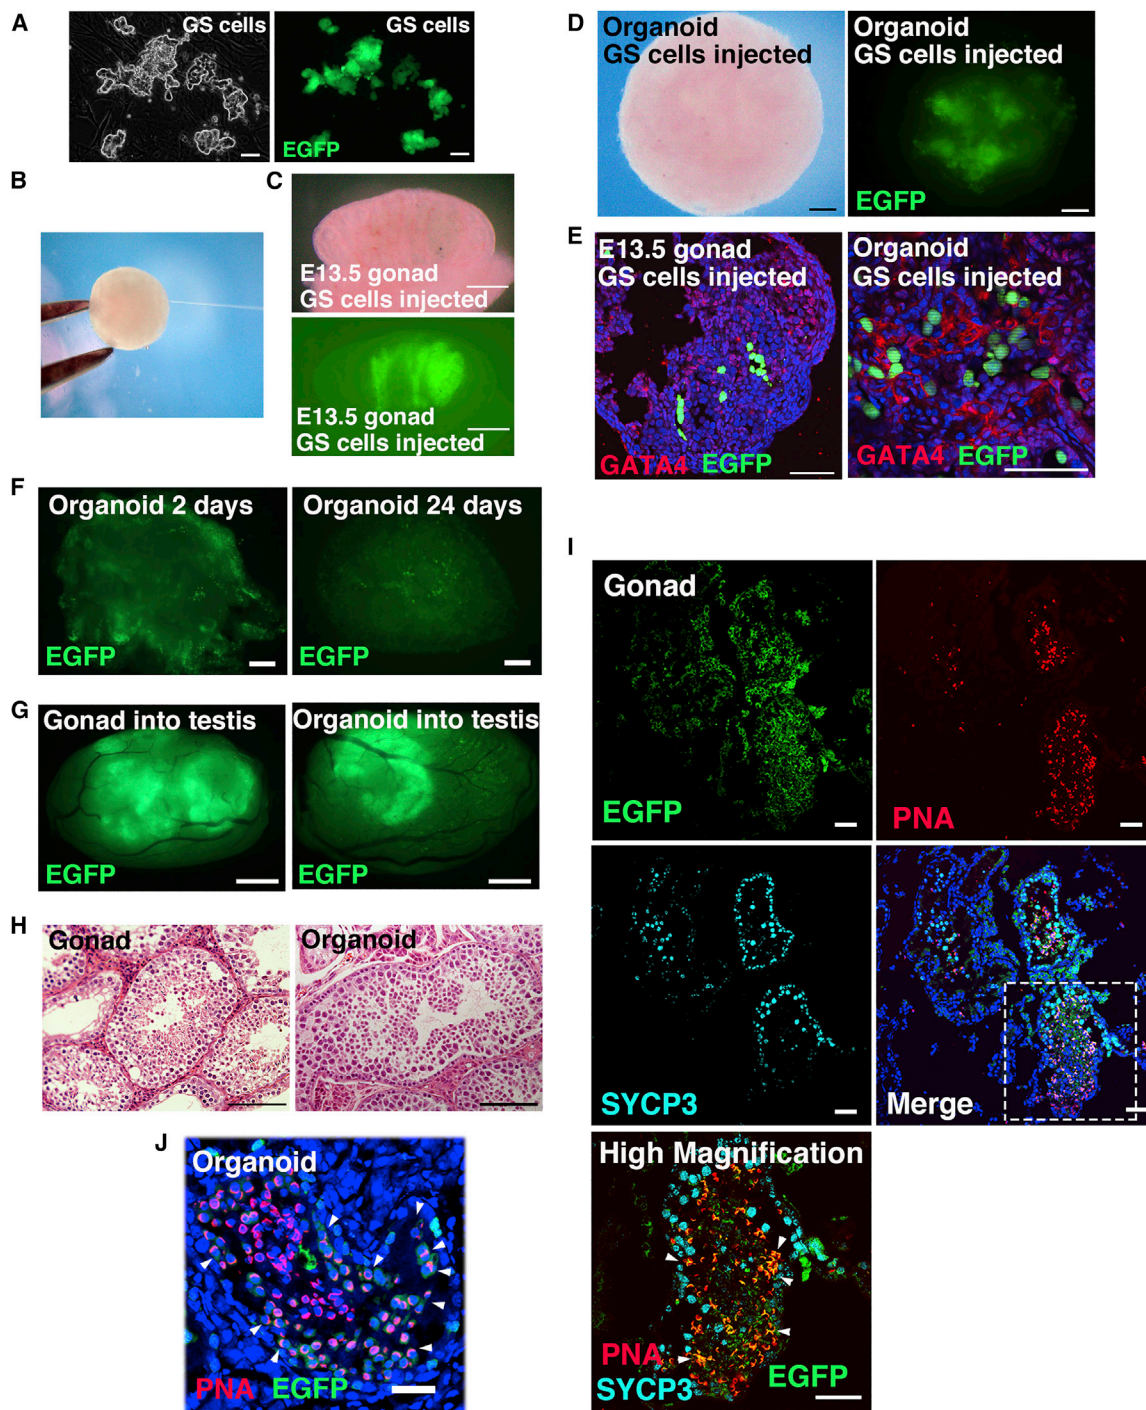 A
GS cells
GS cells
EGFP
B
C
E13.5 gonad
GS cells injected
E13.5 gonad
GS cells injected
D
Organoid
GS cells injected
Organoid
GS cells injected
EGFP
E
E13.5 gonad
GS cells injected
GATA4 EGFP
Organoid
GS cells injected
GATA4 EGFP
F
Organoid 2 days
EGFP
Organoid 24 days
EGFP
G
Gonad into testis
EGFP
Organoid into testis
EGFP
H
Gonad
Organoid
I
Gonad
EGFP
PNA
SYCP3
Merge
High Magnification
PNA
SYCP3
EGFP
J
Organoid
PNA EGFP